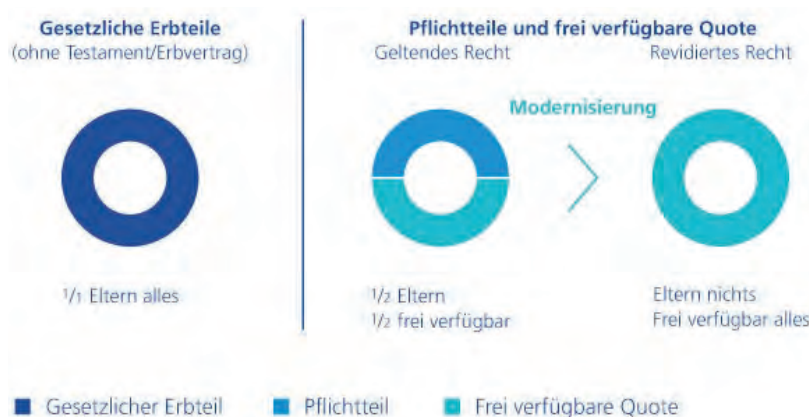 Gesetzliche Erbteile
(ohne Testament/Erbvertrag)
1/1 Eltern alles
Pflichtteile und frei verfügbare Quote
Geltendes Recht
Revidiertes Recht
Modernisierung
1/2 Eltern
1/2 frei verfügbar
Eltern nichts
Frei verfügbar alles
Gesetzlicher Erbteil
Pflichtteil
Frei verfügbare Quote